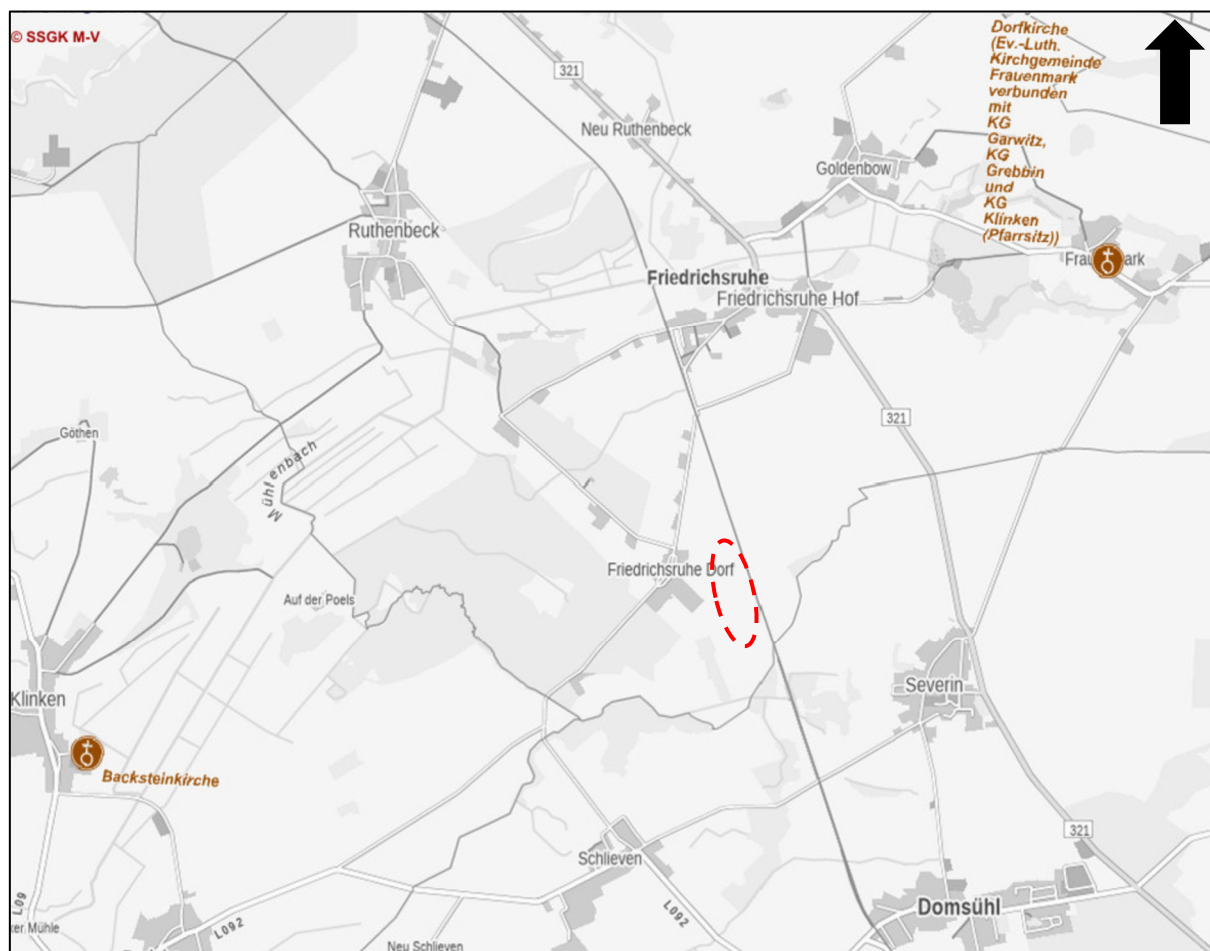 © SSGK M-V
Dorfkirche
(Ev.-Luth.
Kirchgemeinde
Frauenmark
verbunden
mit
KG
Garwitz,
KG
Grebbin
und
KG
Klinken
(Pfarrsitz))
321
Neu Ruthenbeck
Goldenbow
Ruthenbeck
Friedrichsruhe
Friedrichsruhe Hof
321
Göthen
Mühlenbach
Friedrichsruhe Dorf
Auf der Poels
Severin
Klinken
Backsteinkirche
321
Schlieven
Domsühl
L09
L092
L092
Mühle
Neu Schlieven